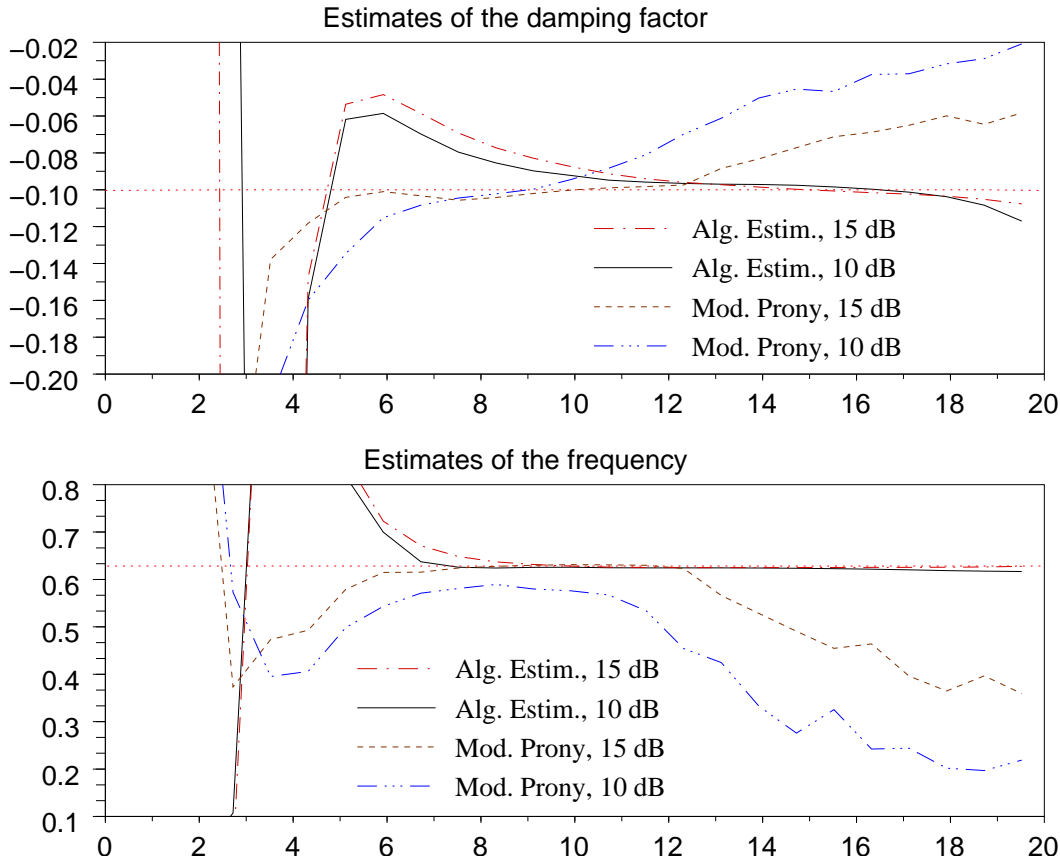 Estimates of the damping factor
−0.02
−0.04
−0.06
−0.08
−0.10
−0.12
−0.14
−0.16
−0.18
−0.20
Alg. Estim., 15 dB
Alg. Estim., 10 dB
Mod. Prony, 15 dB
Mod. Prony, 10 dB
0 2 4 6 8 10 12 14 16 18 20
Estimates of the frequency
0.8
0.7
0.6
0.5
0.4
0.3
0.2
0.1
Alg. Estim., 15 dB
Alg. Estim., 10 dB
Mod. Prony, 15 dB
Mod. Prony, 10 dB
0 2 4 6 8 10 12 14 16 18 20